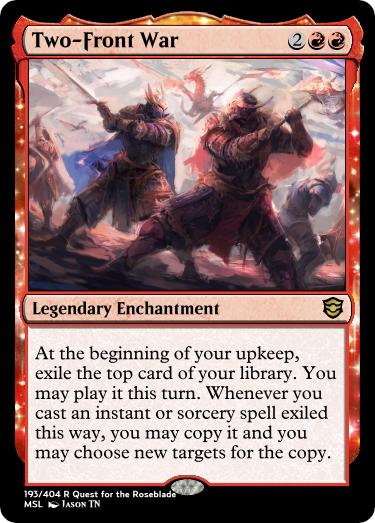 Two-Front War 2
Legendary Enchantment
At the beginning of your upkeep,
exile the top card of your library. You
may play it this turn. Whenever you
cast an instant or sorcery spell exiled
this way, you may copy it and you
may choose new targets for the copy.
193/404 R Quest for the Roseblade
MSL Jason TN